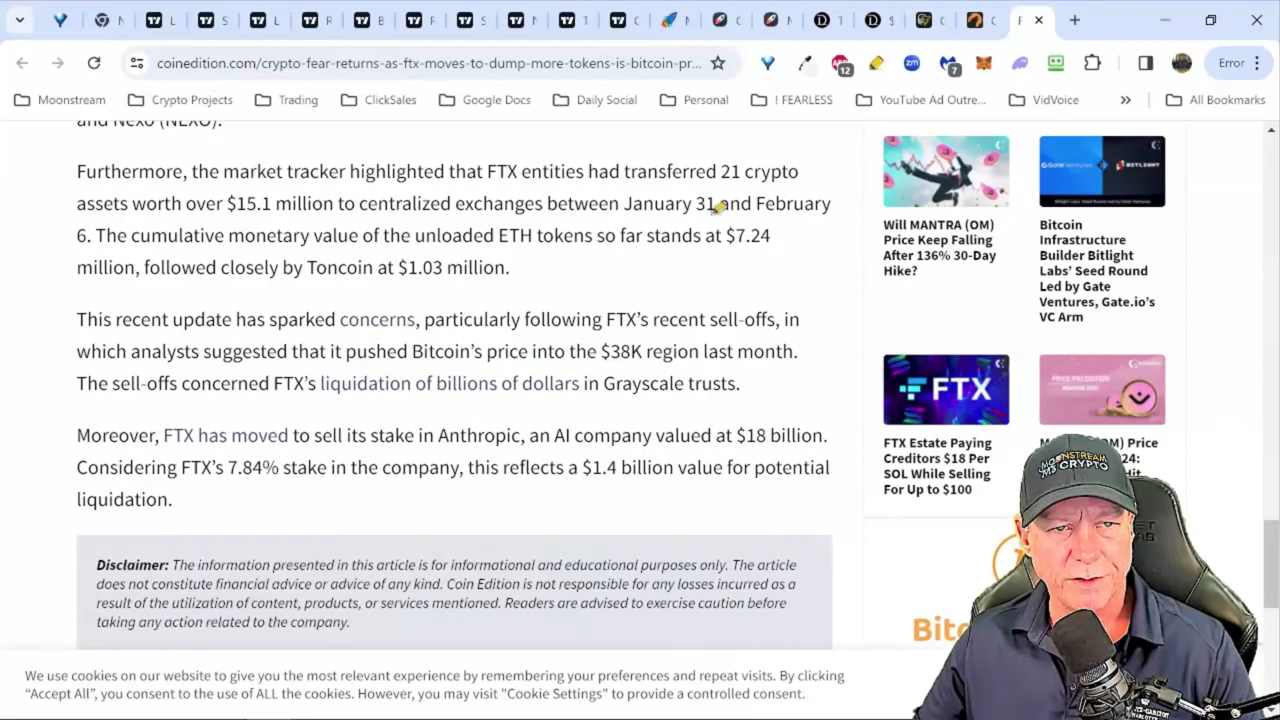 Error
coinedition.com/crypto-fear-returns-as-ftx-moves-to-dump-more-tokens-is-bitcoin-pr...
12
zm
7
Moonstream
Crypto Projects
Trading
ClickSales
Google Docs
Daily Social
Personal
! FEARLESS
YouTube Ad Outre...
VidVoice
All Bookmarks
and Nexo (NEXO).
Furthermore, the market tracker highlighted that FTX entities had transferred 21 crypto
assets worth over $15.1 million to centralized exchanges between January 31 and February
6. The cumulative monetary value of the unloaded ETH tokens so far stands at $7.24
million, followed closely by Toncoin at $1.03 million.
This recent update has sparked concerns, particularly following FTX’s recent sell-offs, in
which analysts suggested that it pushed Bitcoin’s price into the $38K region last month.
The sell-offs concerned FTX’s liquidation of billions of dollars in Grayscale trusts.
Moreover, FTX has moved to sell its stake in Anthropic, an AI company valued at $18 billion.
Considering FTX’s 7.84% stake in the company, this reflects a $1.4 billion value for potential
liquidation.
Disclaimer: The information presented in this article is for informational and educational purposes only. The article
does not constitute financial advice or advice of any kind. Coin Edition is not responsible for any losses incurred as a
result of the utilization of content, products, or services mentioned. Readers are advised to exercise caution before
taking any action related to the company.
Will MANTRA (OM)
Price Keep Falling
After 136% 30-Day
Hike?
Gate Ventures
BITLIGHT
Bitcoin
Infrastructure
Builder Bitlight
Labs’ Seed Round
Led by Gate
Ventures, Gate.io’s
VC Arm
FTX
FTX Estate Paying
Creditors $18 Per
SOL While Selling
For Up to $100
PRICE PREDICTION
OM) Price
24:
Hit
MOONSTREAM
CRYPTO
We use cookies on our website to give you the most relevant experience by remembering your preferences and repeat visits. By clicking
“Accept All”, you consent to the use of ALL the cookies. However, you may visit "Cookie Settings" to provide a controlled consent.